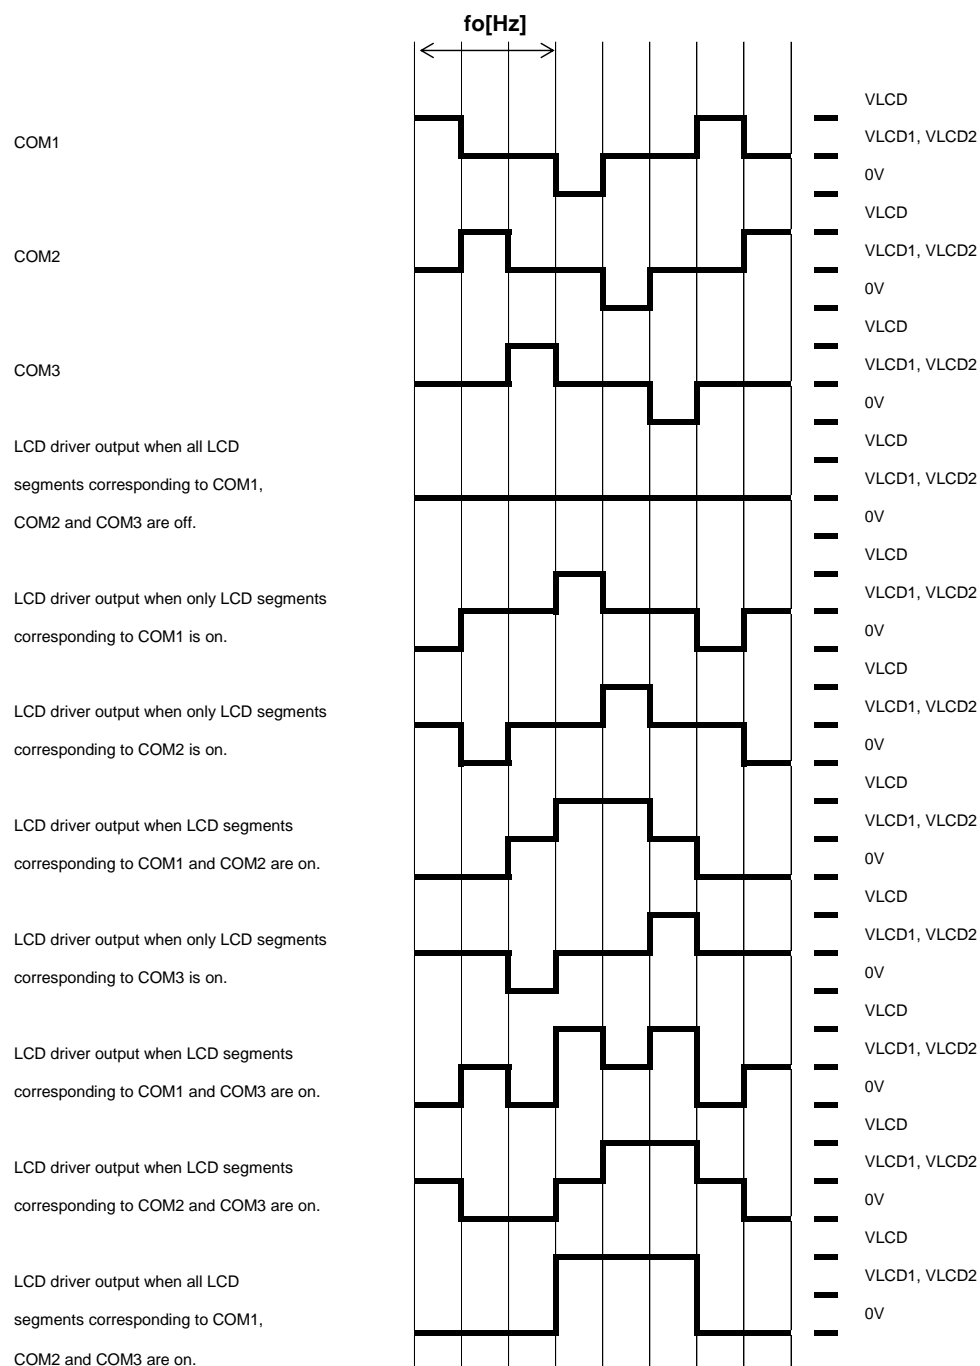 fo[Hz]
VLCD
COM1
VLCD1, VLCD2
0V
VLCD
COM2
VLCD1, VLCD2
0V
VLCD
COM3
VLCD1, VLCD2
0V
LCD driver output when all LCD
segments corresponding to COM1,
COM2 and COM3 are off.
VLCD
VLCD1, VLCD2
0V
LCD driver output when only LCD segments
corresponding to COM1 is on.
VLCD
VLCD1, VLCD2
0V
LCD driver output when only LCD segments
corresponding to COM2 is on.
VLCD
VLCD1, VLCD2
0V
LCD driver output when LCD segments
corresponding to COM1 and COM2 are on.
VLCD
VLCD1, VLCD2
0V
LCD driver output when only LCD segments
corresponding to COM3 is on.
VLCD
VLCD1, VLCD2
0V
LCD driver output when LCD segments
corresponding to COM1 and COM3 are on.
VLCD
VLCD1, VLCD2
0V
LCD driver output when LCD segments
corresponding to COM2 and COM3 are on.
VLCD
VLCD1, VLCD2
0V
LCD driver output when all LCD
segments corresponding to COM1,
COM2 and COM3 are on.
VLCD
VLCD1, VLCD2
0V